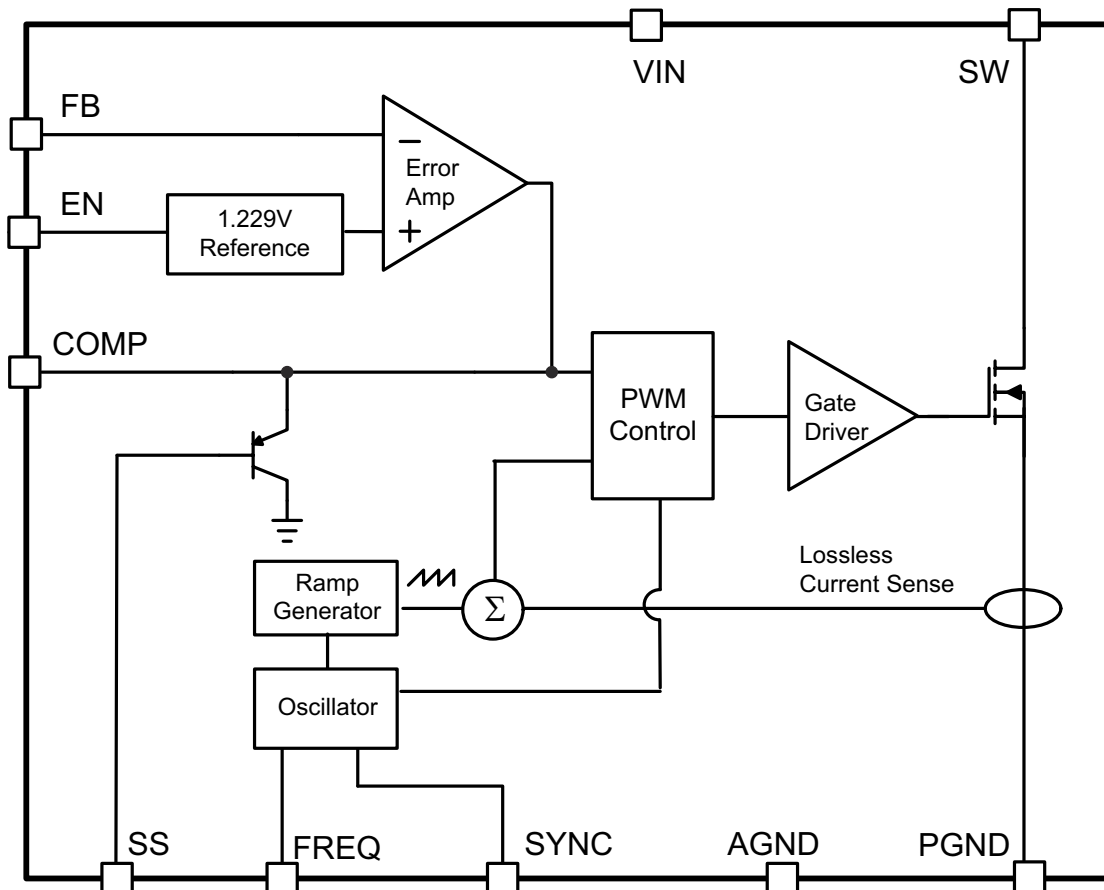 VIN
SW
FB
Error
Amp
EN
1.229V
Reference
COMP
PWM
Control
Gate
Driver
Lossless
Current Sense
Ramp
Generator
Σ
Oscillator
SS
FREQ
SYNC
AGND
PGND